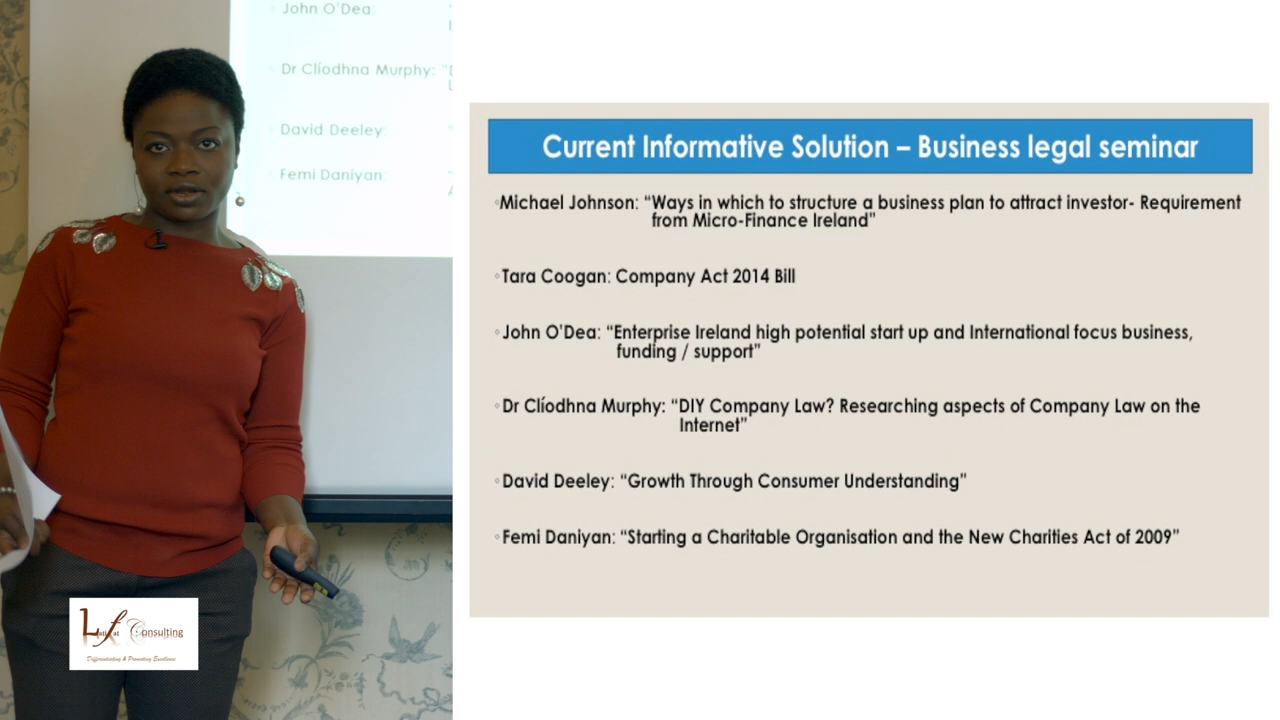 John O'Dea:
Dr Clíodhna Murphy: "D
David Deeley:
Femi Daniyan:
Consulting
Differentiating & Promoting Excellence
Current Informative Solution – Business legal seminar
Michael Johnson: "Ways in which to structure a business plan to attract investor- Requirement
from Micro-Finance Ireland"
Tara Coogan: Company Act 2014 Bill
John O'Dea: "Enterprise Ireland high potential start up and International focus business,
funding / support"
Dr Clíodhna Murphy: "DIY Company Law? Researching aspects of Company Law on the
Internet"
David Deeley: "Growth Through Consumer Understanding"
Femi Daniyan: "Starting a Charitable Organisation and the New Charities Act of 2009"